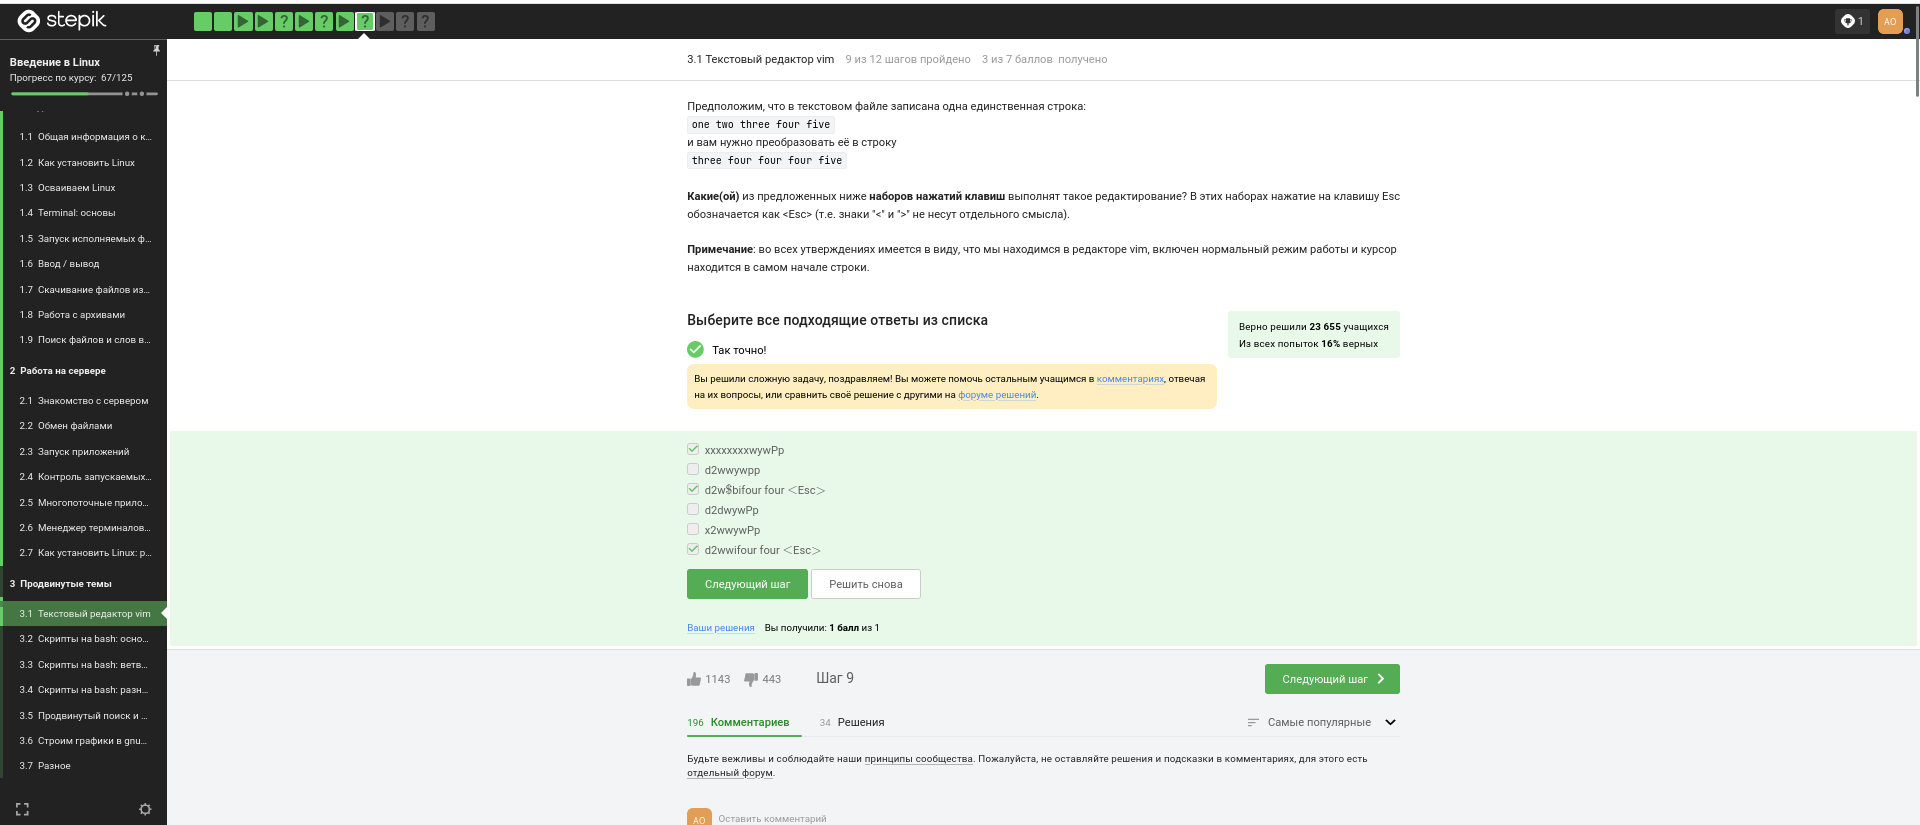 stepik
1
AO
Введение в Linux
Прогресс по курсу: 67/125
1.1 Общая информация о к...
1.2 Как установить Linux
1.3 Осваиваем Linux
1.4 Terminal: основы
1.5 Запуск исполняемых ф...
1.6 Ввод / вывод
1.7 Скачивание файлов из...
1.8 Работа с архивами
1.9 Поиск файлов и слов в...
2 Работа на сервере
2.1 Знакомство с сервером
2.2 Обмен файлами
2.3 Запуск приложений
2.4 Контроль запускаемых...
2.5 Многопоточные прило...
2.6 Менеджер терминалов...
2.7 Как установить Linux: р...
3 Продвинутые темы
3.1 Текстовый редактор vim
3.2 Скрипты на bash: осно...
3.3 Скрипты на bash: ветв...
3.4 Скрипты на bash: разн...
3.5 Продвинутый поиск и ...
3.6 Строим графики в gnu...
3.7 Разное
3.1 Текстовый редактор vim 9 из 12 шагов пройдено 3 из 7 баллов получено
Предположим, что в текстовом файле записана одна единственная строка:
one two three four five
и вам нужно преобразовать её в строку
three four four four five
Какие(ой) из предложенных ниже наборов нажатий клавиш выполнят такое редактирование? В этих наборах нажатие на клавишу Esc
обозначается как <Esc> (т.е. знаки "<" и ">" не несут отдельного смысла).
Примечание: во всех утверждениях имеется в виду, что мы находимся в редакторе vim, включен нормальный режим работы и курсор
находится в самом начале строки.
Выберите все подходящие ответы из списка
Верно решили 23 655 учащихся
Из всех попыток 16% верных
Так точно!
Вы решили сложную задачу, поздравляем! Вы можете помочь остальным учащимся в комментариях, отвечая
на их вопросы, или сравнить своё решение с другими на форуме решений.
xxxxxxxxwywPp
d2wwywpp
d2w$bifour four <Esc>
d2dwywPp
x2wwywPp
d2wwifour four <Esc>
Следующий шаг Решить снова
Ваши решения Вы получили: 1 балл из 1
1143 443 Шаг 9 Следующий шаг
196 Комментариев 34 Решения Самые популярные
Будьте вежливы и соблюдайте наши принципы сообщества. Пожалуйста, не оставляйте решения и подсказки в комментариях, для этого есть
отдельный форум.
AO Оставить комментарий